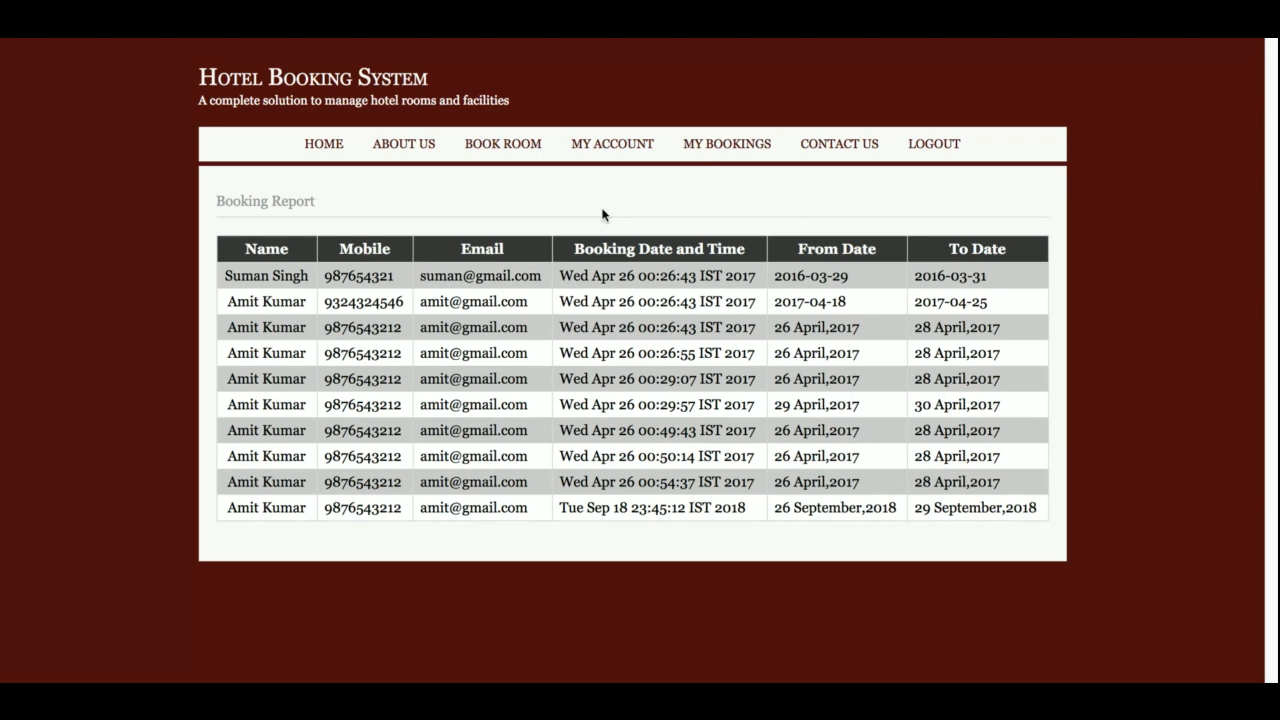 HOTEL BOOKING SYSTEM
A complete solution to manage hotel rooms and facilities
HOME ABOUT US BOOK ROOM MY ACCOUNT MY BOOKINGS CONTACT US LOGOUT
Booking Report
Name Mobile Email Booking Date and Time From Date To Date
Suman Singh 987654321 suman@gmail.com Wed Apr 26 00:26:43 IST 2017 2016-03-29 2016-03-31
Amit Kumar 9324324546 amit@gmail.com Wed Apr 26 00:26:43 IST 2017 2017-04-18 2017-04-25
Amit Kumar 9876543212 amit@gmail.com Wed Apr 26 00:26:43 IST 2017 26 April,2017 28 April,2017
Amit Kumar 9876543212 amit@gmail.com Wed Apr 26 00:26:55 IST 2017 26 April,2017 28 April,2017
Amit Kumar 9876543212 amit@gmail.com Wed Apr 26 00:29:07 IST 2017 26 April,2017 28 April,2017
Amit Kumar 9876543212 amit@gmail.com Wed Apr 26 00:29:57 IST 2017 29 April,2017 30 April,2017
Amit Kumar 9876543212 amit@gmail.com Wed Apr 26 00:49:43 IST 2017 26 April,2017 28 April,2017
Amit Kumar 9876543212 amit@gmail.com Wed Apr 26 00:50:14 IST 2017 26 April,2017 28 April,2017
Amit Kumar 9876543212 amit@gmail.com Wed Apr 26 00:54:37 IST 2017 26 April,2017 28 April,2017
Amit Kumar 9876543212 amit@gmail.com Tue Sep 18 23:45:12 IST 2018 26 September,2018 29 September,2018